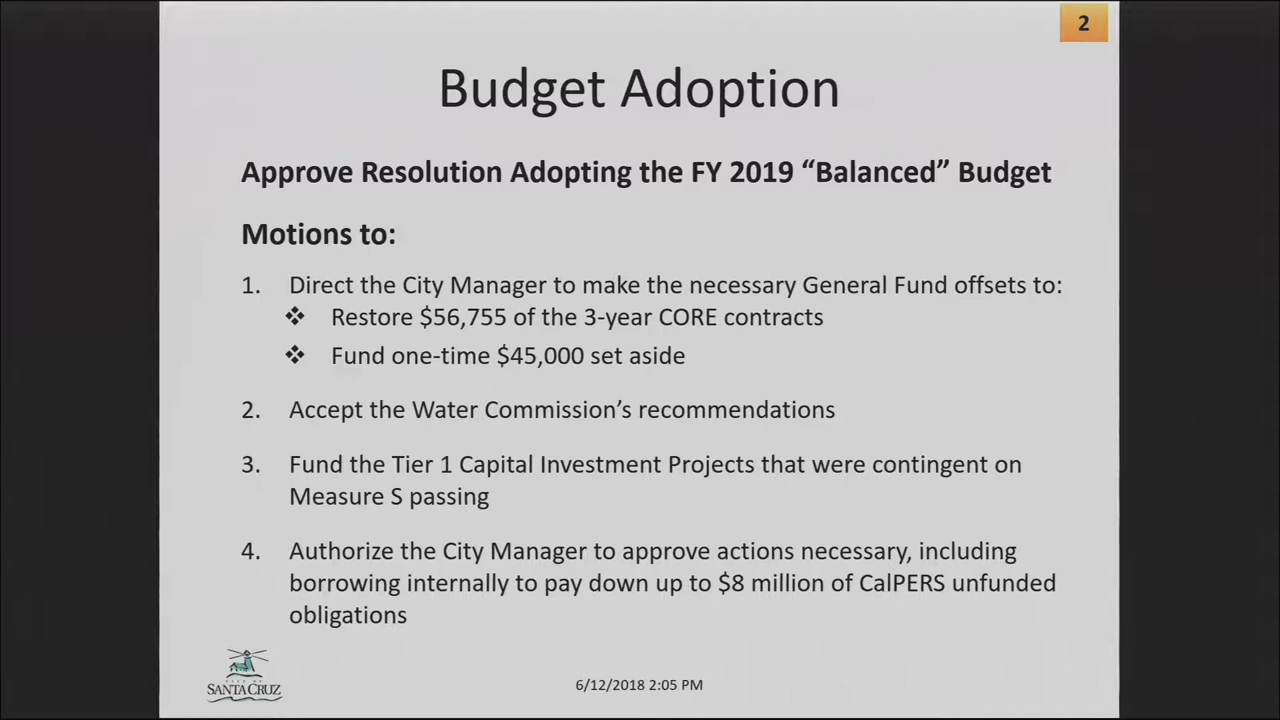 2
Budget Adoption
Approve Resolution Adopting the FY 2019 “Balanced” Budget
Motions to:
1. Direct the City Manager to make the necessary General Fund offsets to:
❖ Restore $56,755 of the 3-year CORE contracts
❖ Fund one-time $45,000 set aside
2. Accept the Water Commission’s recommendations
3. Fund the Tier 1 Capital Investment Projects that were contingent on
Measure S passing
4. Authorize the City Manager to approve actions necessary, including
borrowing internally to pay down up to $8 million of CalPERS unfunded
obligations
CITY OF
SANTA CRUZ
6/12/2018 2:05 PM